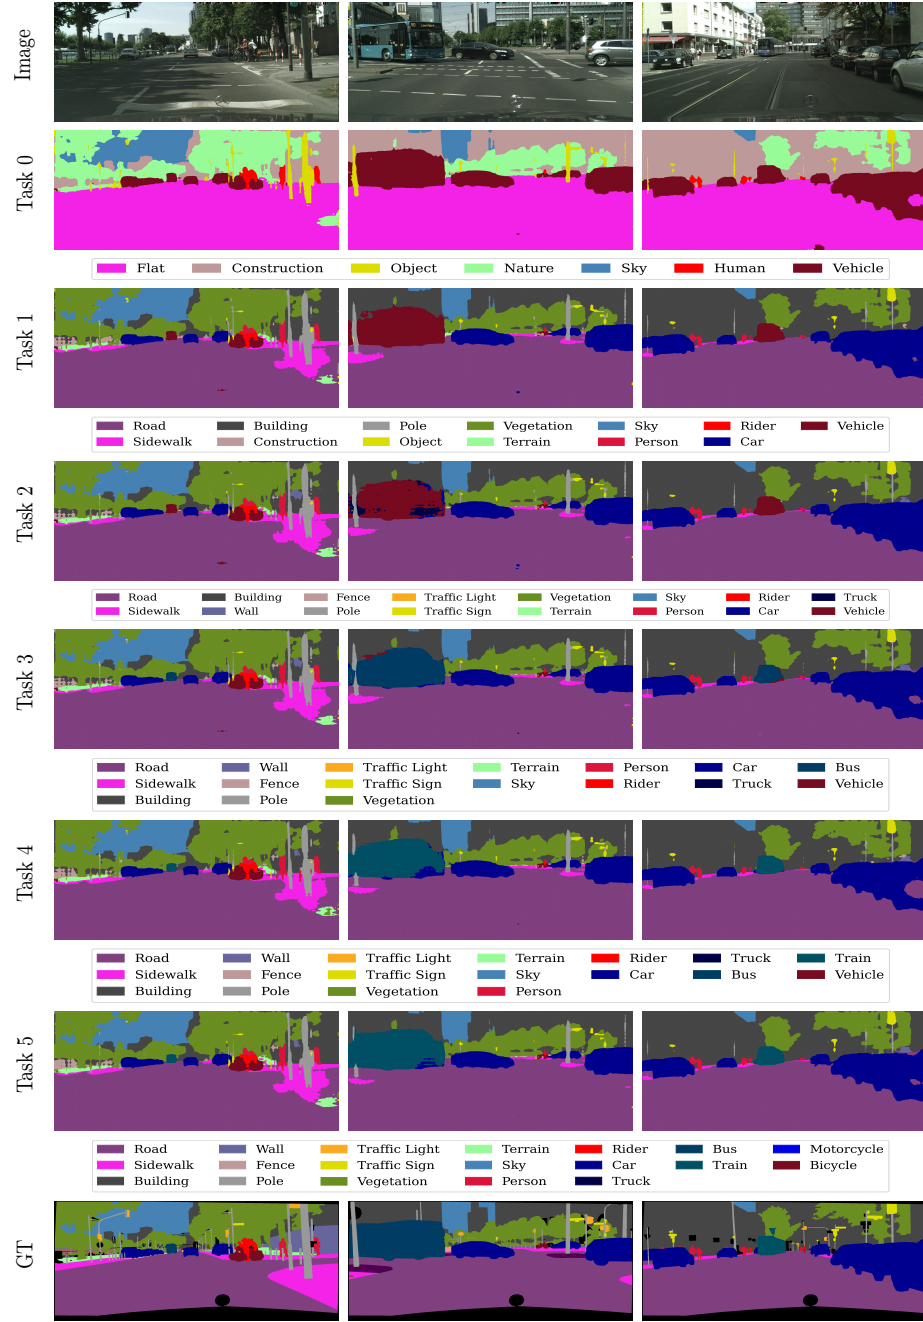 Image
Task 0
Flat Construction Object Nature Sky Human Vehicle
Task 1
Road Building Pole Vegetation Sky Rider Vehicle
Sidewalk Construction Object Terrain Person Car
Task 2
Road Building Fence Traffic Light Vegetation Sky Rider Truck
Sidewalk Wall Pole Traffic Sign Terrain Person Car Vehicle
Task 3
Road Wall Traffic Light Terrain Person Car Bus
Sidewalk Fence Traffic Sign Sky Rider Truck Vehicle
Building Pole Vegetation
Task 4
Road Wall Traffic Light Terrain Rider Truck Train
Sidewalk Fence Traffic Sign Sky Car Bus Vehicle
Building Pole Vegetation Person
Task 5
Road Wall Traffic Light Terrain Rider Bus Motorcycle
Sidewalk Fence Traffic Sign Sky Car Train Bicycle
Building Pole Vegetation Person Truck
GT